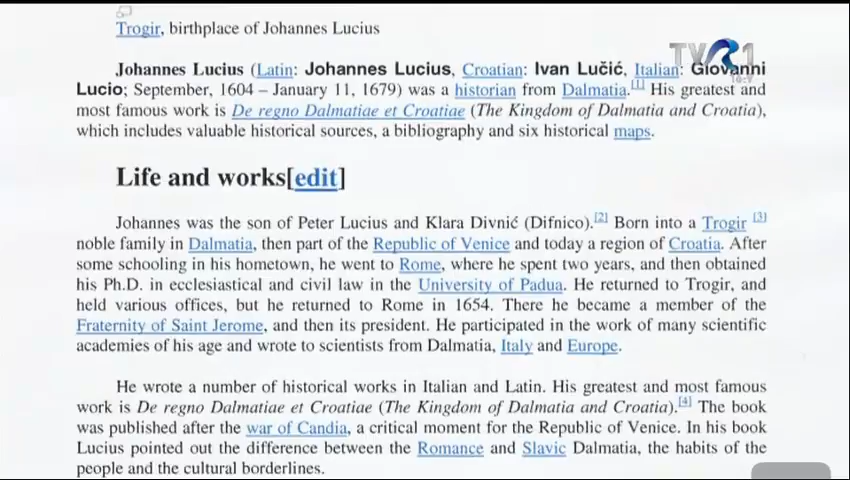 Trogir, birthplace of Johannes Lucius
TVR1
Johannes Lucius (Latin: Johannes Lucius, Croatian: Ivan Lučić, Italian: Giovanni
Lucio; September, 1604 – January 11, 1679) was a historian from Dalmatia.[1] His greatest and
most famous work is De regno Dalmatiae et Croatiae (The Kingdom of Dalmatia and Croatia),
which includes valuable historical sources, a bibliography and six historical maps.
Life and works[edit]
Johannes was the son of Peter Lucius and Klara Divnić (Difnico).[2] Born into a Trogir [3]
noble family in Dalmatia, then part of the Republic of Venice and today a region of Croatia. After
some schooling in his hometown, he went to Rome, where he spent two years, and then obtained
his Ph.D. in ecclesiastical and civil law in the University of Padua. He returned to Trogir, and
held various offices, but he returned to Rome in 1654. There he became a member of the
Fraternity of Saint Jerome, and then its president. He participated in the work of many scientific
academies of his age and wrote to scientists from Dalmatia, Italy and Europe.
He wrote a number of historical works in Italian and Latin. His greatest and most famous
work is De regno Dalmatiae et Croatiae (The Kingdom of Dalmatia and Croatia).[4] The book
was published after the war of Candia, a critical moment for the Republic of Venice. In his book
Lucius pointed out the difference between the Romance and Slavic Dalmatia, the habits of the
people and the cultural borderlines.